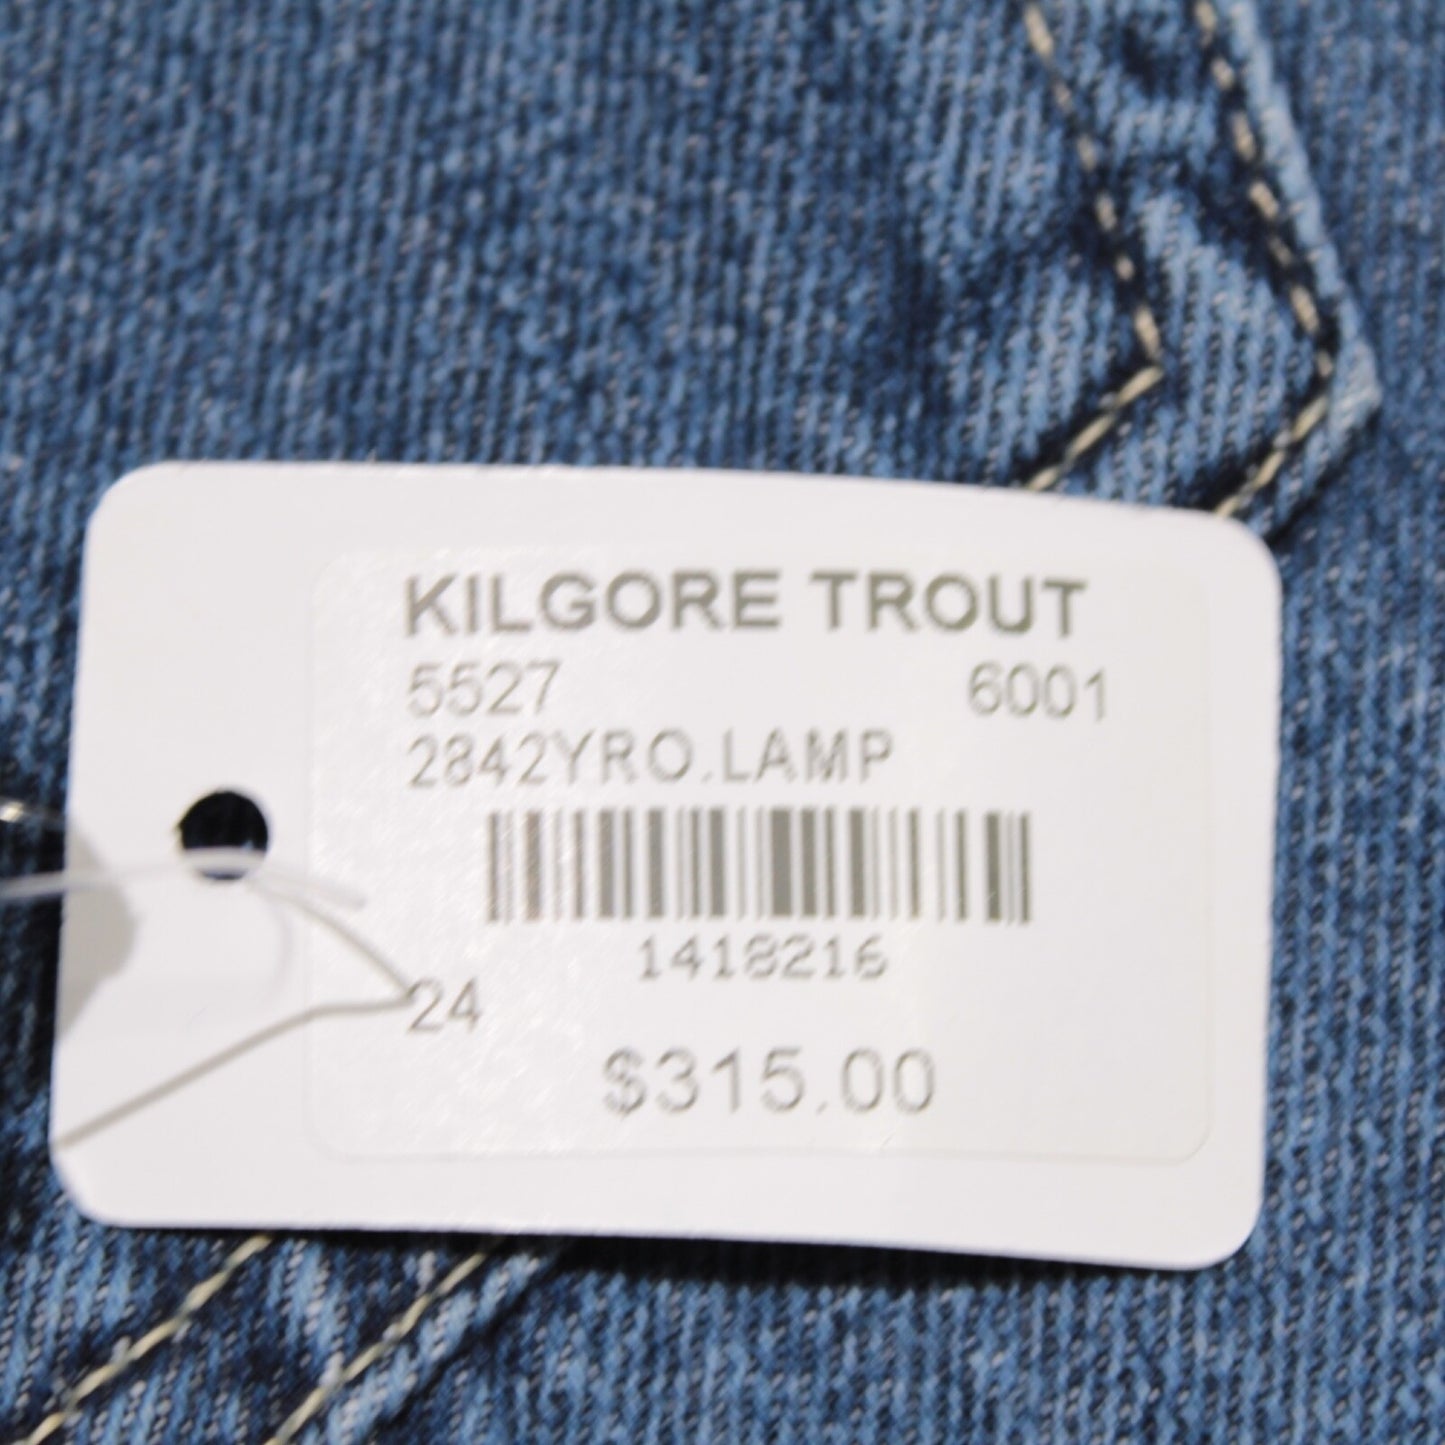 KILGORE TROUT
5527 6001
2842YRO.LAMP
1418216
24
$315.00